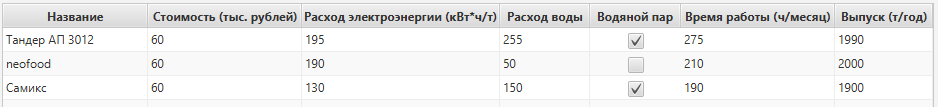 Название Стоимость (тыс. рублей) Расход электроэнергии (кВт*ч/т) Расход воды Водяной пар Время работы (ч/месяц) Выпуск (т/год)
Тандер АП 3012 60 195 255 275 1990
neofood 60 190 50 210 2000
Самикс 60 130 150 190 1900